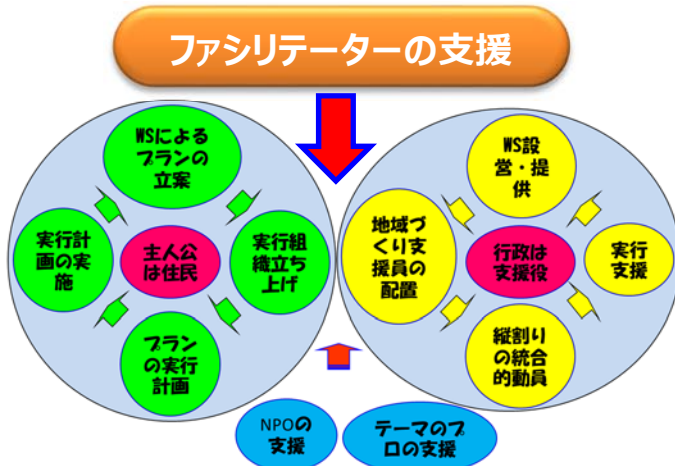 ファシリテーターの支援
WSによる
プランの
立案
実行計
画の実
施
主人公
は住民
実行組
織立ち
上げ
プラン
の実行
計画
WS設
営・提
供
地域づ
くり支
援員の
配置
行政は
支援役
実行
支援
縦割り
の統合
的動員
NPOの
支援
テーマのプ
ロの支援